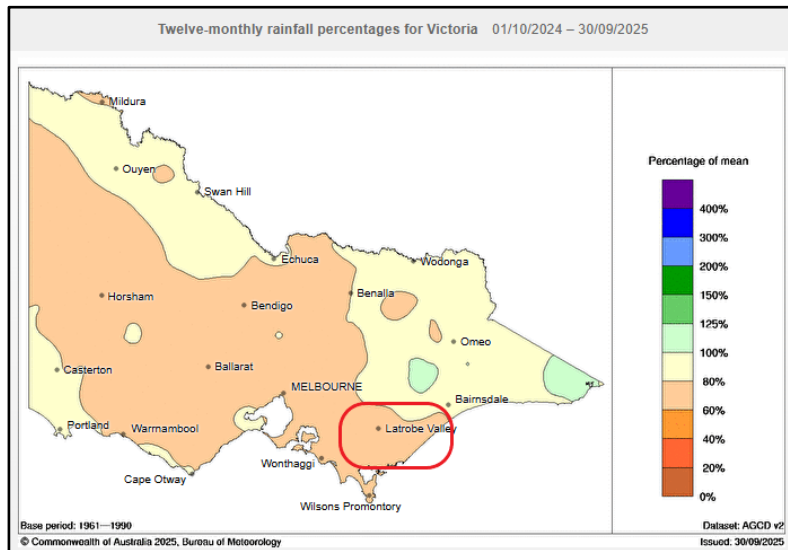 Twelve-monthly rainfall percentages for Victoria 01/10/2024 – 30/09/2025
Mildura
Ouyen
Swan Hill
Echuca
Wodonga
Benalla
Horsham
Bendigo
Omeo
Casterton
Ballarat
MELBOURNE
Bairnsdale
Portland
Warrnambool
Latrobe Valley
Wonthaggi
Cape Otway
Wilsons Promontory
Percentage of mean
400%
300%
200%
150%
125%
100%
80%
60%
40%
20%
0%
Base period: 1961—1990
Dataset: AGCD v2
© Commonwealth of Australia 2025, Bureau of Meteorology
Issued: 30/09/2025